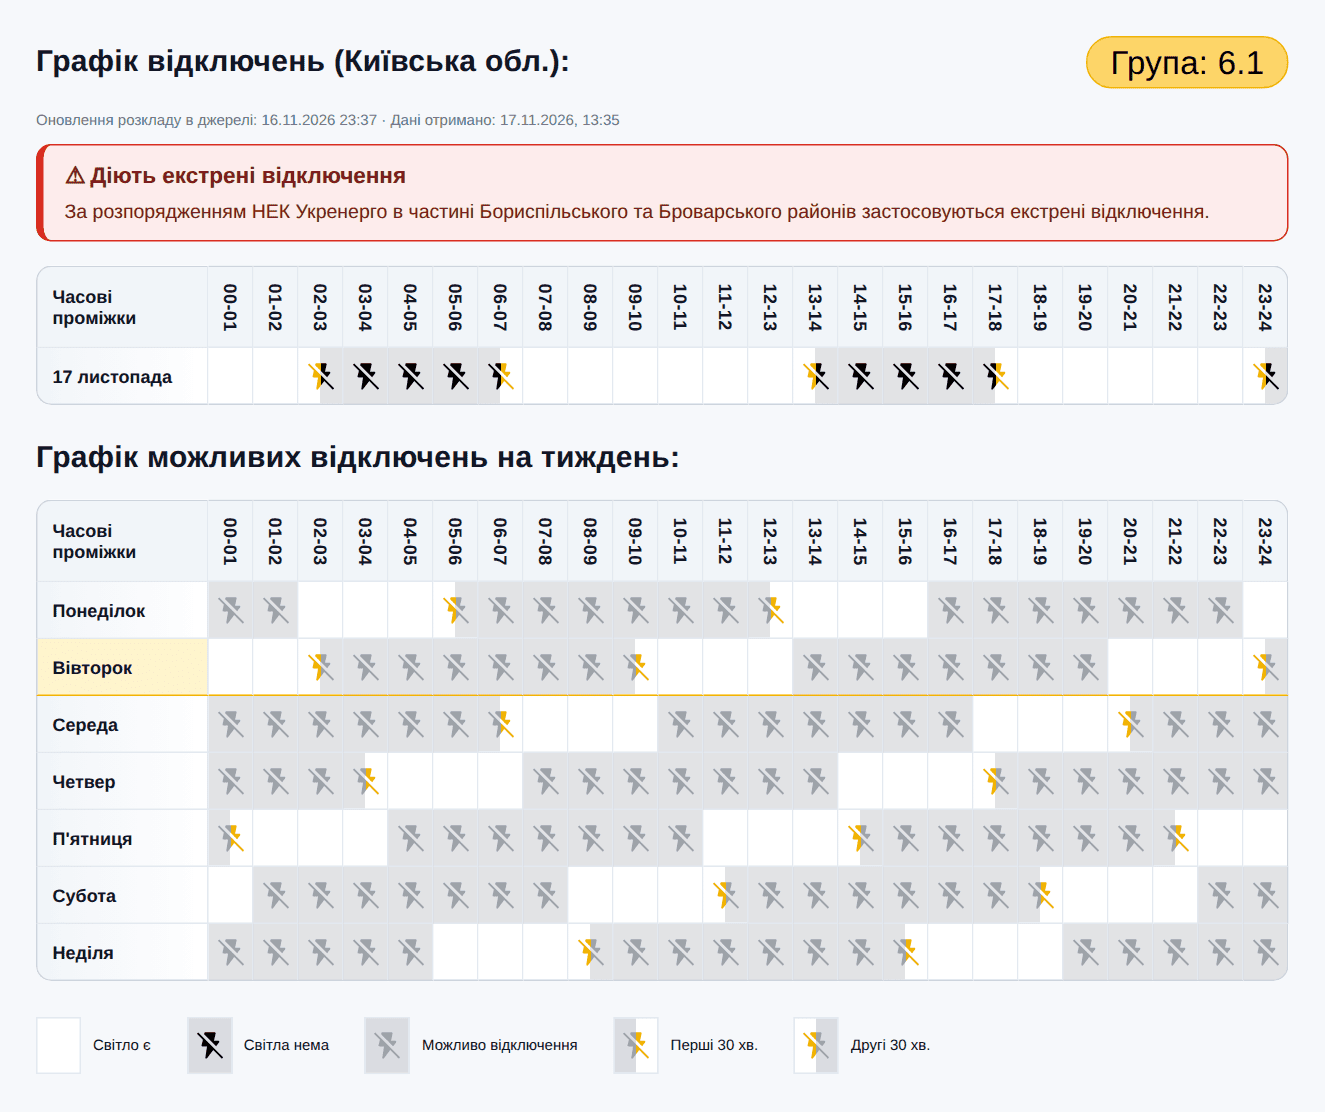 Графік відключень (Київська обл.):
Група: 6.1
Оновлення розкладу в джерелі: 16.11.2026 23:37 · Дані отримано: 17.11.2026, 13:35
⚠ Діють екстрені відключення
За розпорядженням НЕК Укренерго в частині Бориспільського та Броварського районів застосовуються екстрені відключення.
Часові
проміжки
00-01 01-02 02-03 03-04 04-05 05-06 06-07 07-08 08-09 09-10 10-11 11-12 12-13 13-14 14-15 15-16 16-17 17-18 18-19 19-20 20-21 21-22 22-23 23-24
17 листопада
Графік можливих відключень на тиждень:
Часові
проміжки
00-01 01-02 02-03 03-04 04-05 05-06 06-07 07-08 08-09 09-10 10-11 11-12 12-13 13-14 14-15 15-16 16-17 17-18 18-19 19-20 20-21 21-22 22-23 23-24
Понеділок
Вівторок
Середа
Четвер
П'ятниця
Субота
Неділя
Світло є
Світла нема
Можливо відключення
Перші 30 хв.
Другі 30 хв.